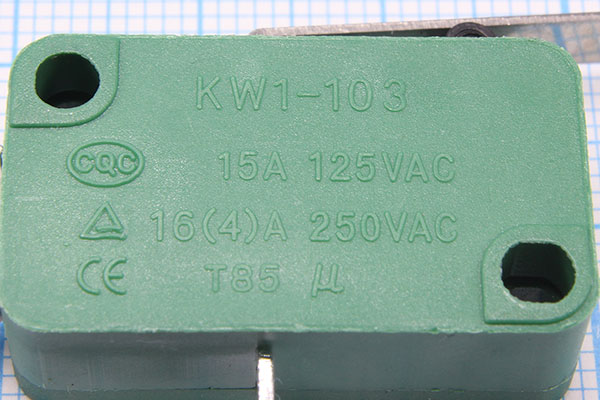 KW1-103
CQC 15A 125VAC
16(4)A 250VAC
CE T85 µ